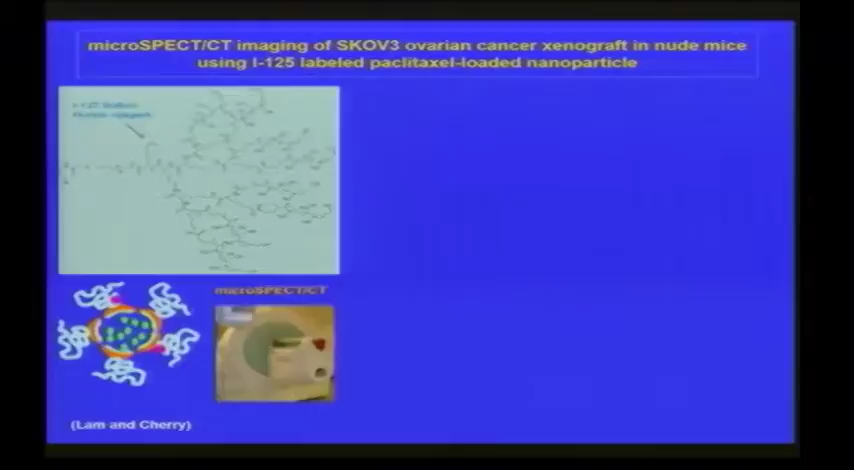 microSPECT/CT imaging of SKOV3 ovarian cancer xenograft in nude mice
using I-125 labeled paclitaxel-loaded nanoparticle
microSPECT/CT
(Lam and Cherry)